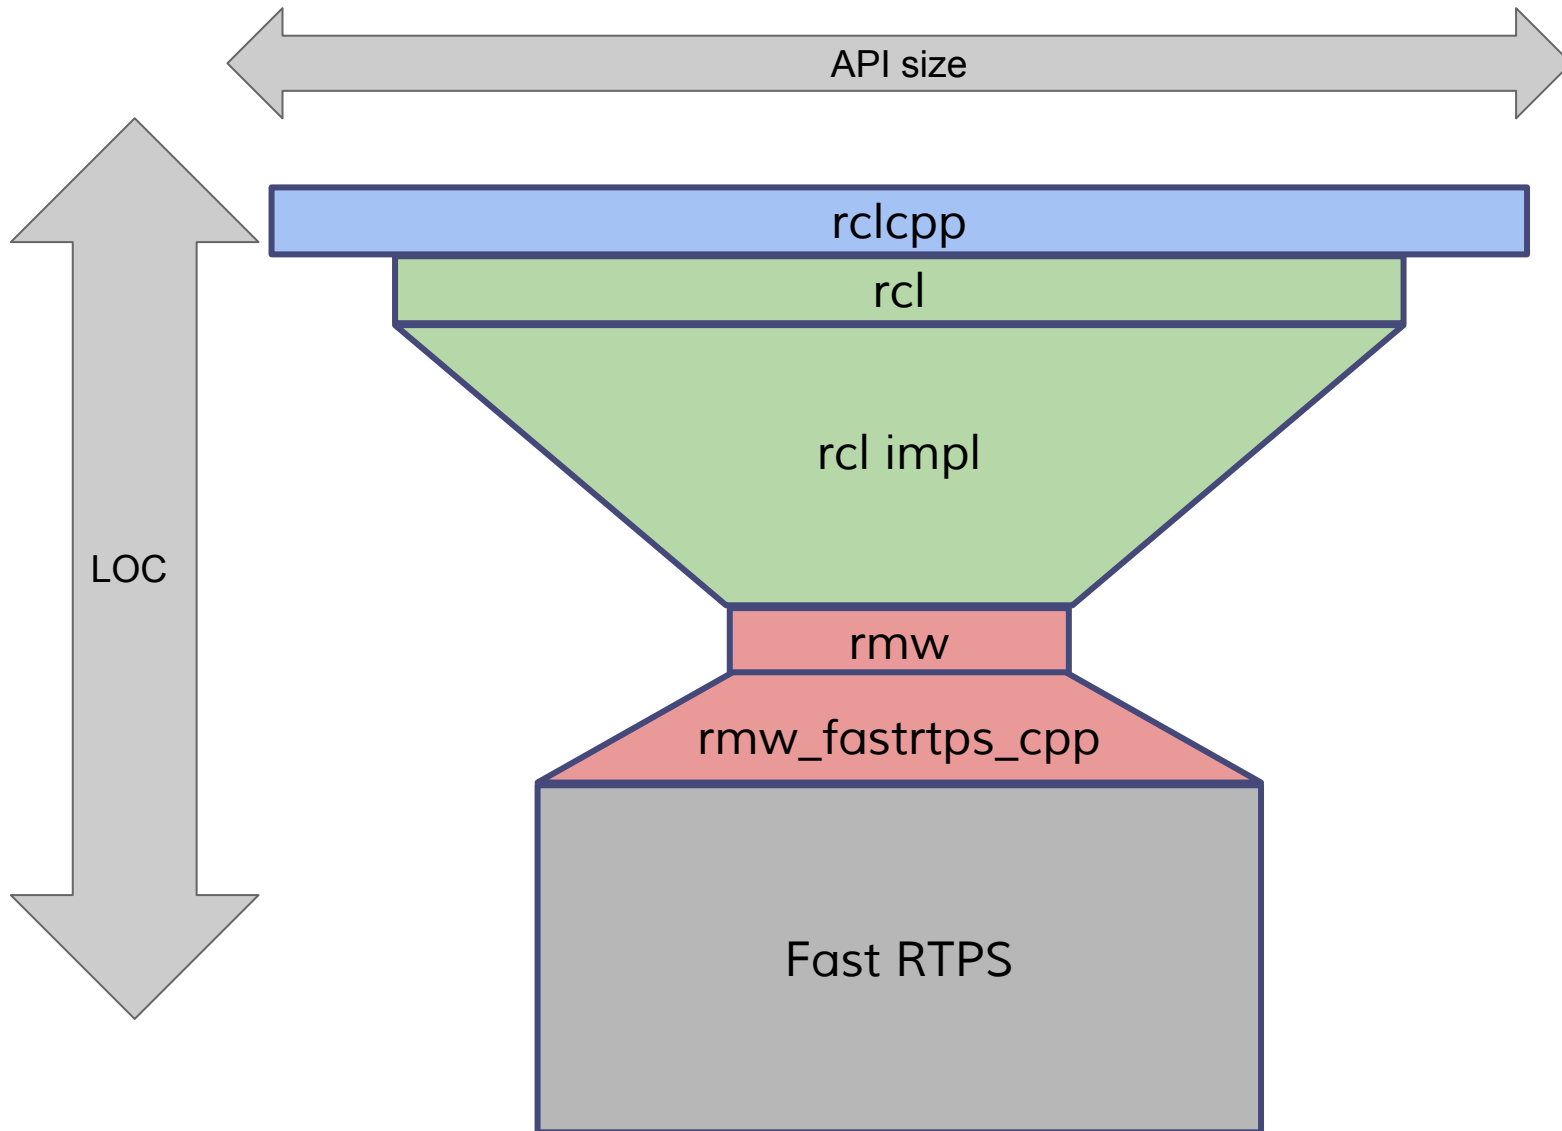 API size
rclcpp
rcl
rcl impl
LOC
rmw
rmw_fastrtps_cpp
Fast RTPS